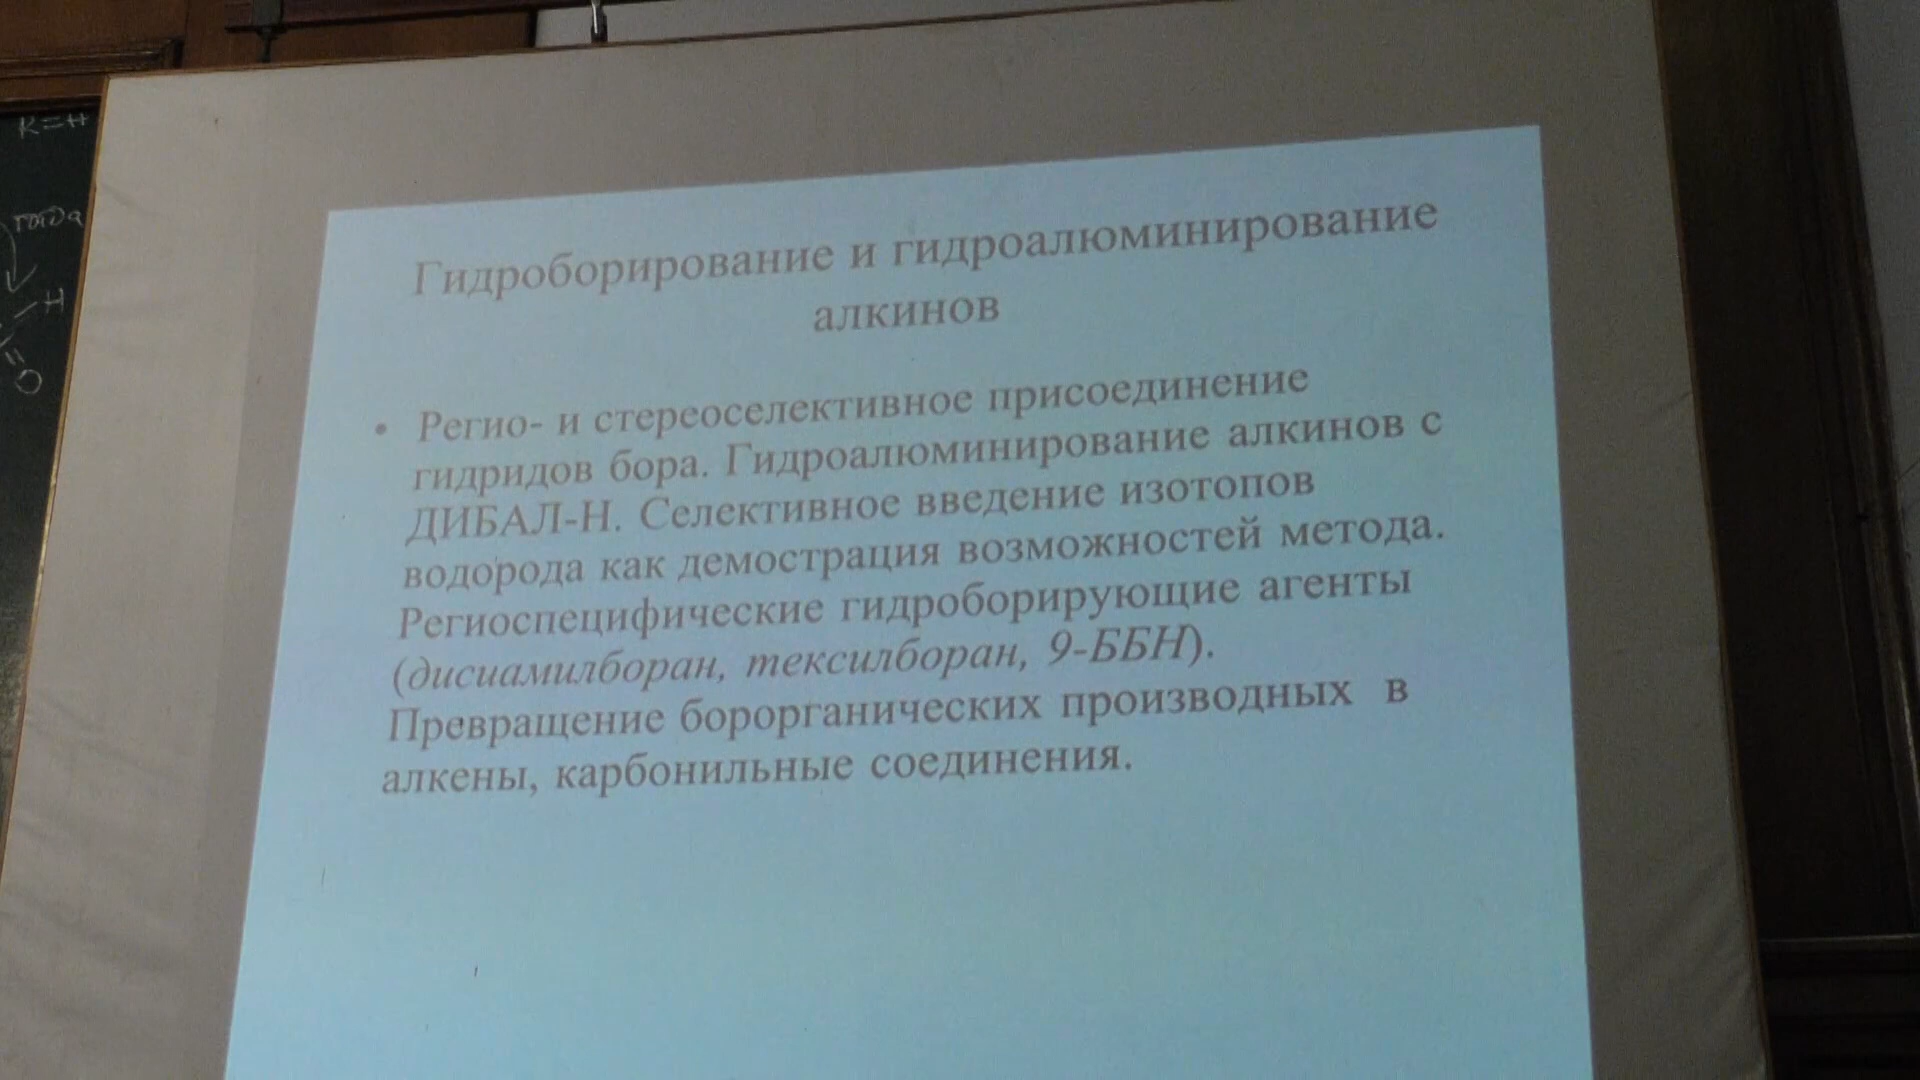 R=H
тогда
H
O
Гидроборирование и гидроалюминирование
алкинов
• Регио- и стереоселективное присоединение
гидридов бора. Гидроалюминирование алкинов с
ДИБАЛ-Н. Селективное введение изотопов
водорода как демострация возможностей метода.
Региоспецифические гидроборирующие агенты
(дисиамилборан, тексилборан, 9-ББН).
Превращение борорганических производных в
алкены, карбонильные соединения.